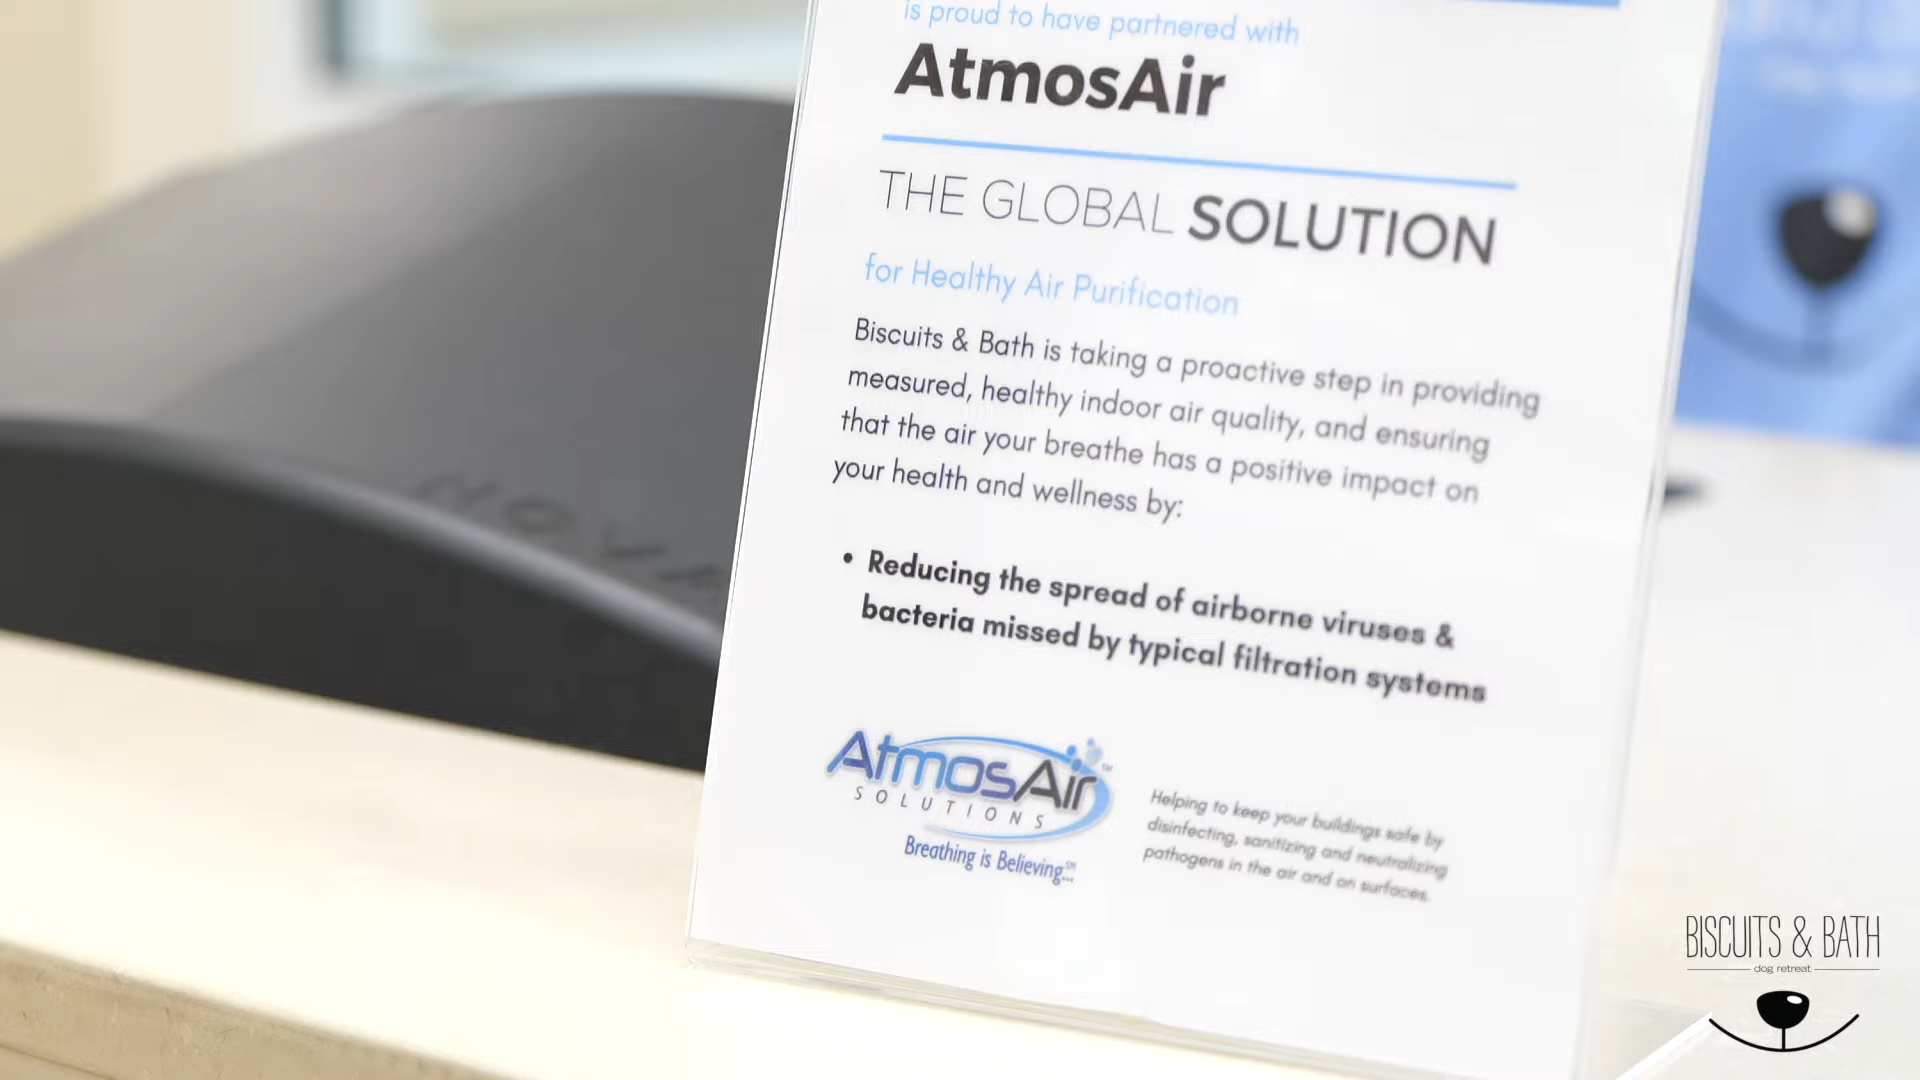 is proud to have partnered with
AtmosAir
THE GLOBAL SOLUTION
for Healthy Air Purification
Biscuits & Bath is taking a proactive step in providing
measured, healthy indoor air quality, and ensuring
that the air your breathe has a positive impact on
your health and wellness by:
• Reducing the spread of airborne viruses &
bacteria missed by typical filtration systems
AtmosAir™
SOLUTIONS
Breathing is Believing...℠
Helping to keep your buildings safe by
disinfecting, sanitizing and neutralizing
pathogens in the air and on surfaces.
BISCUITS & BATH
dog retreat